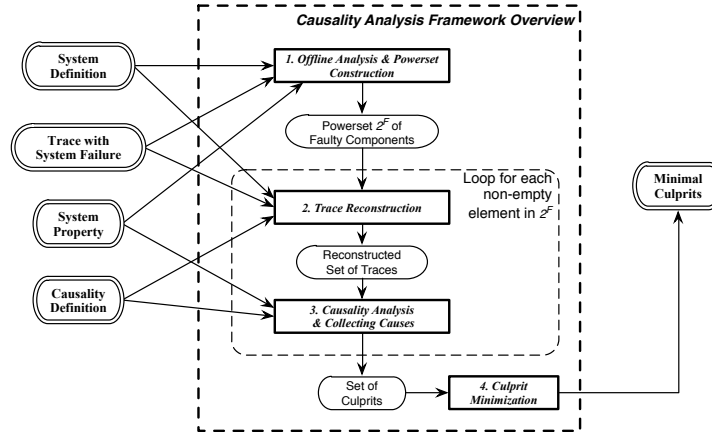 Causality Analysis Framework Overview
System
Definition
1. Offline Analysis & Powerset
Construction
Trace with
System Failure
Powerset 2^F of
Faulty Components
Loop for each
non-empty
element in 2^F
Minimal
Culprits
System
Property
2. Trace Reconstruction
Reconstructed
Set of Traces
Causality
Definition
3. Causality Analysis
& Collecting Causes
Set of
Culprits
4. Culprit
Minimization